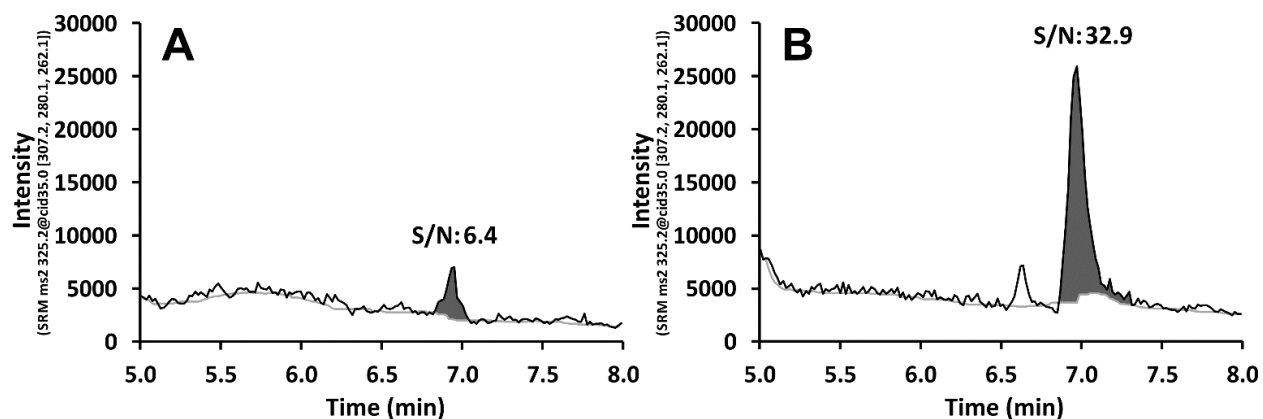 A
S/N: 6.4
Intensity
(SRM ms2 325.2@cid35.0 [307.2, 280.1, 262.1])
30000
25000
20000
15000
10000
5000
0
5.0 5.5 6.0 6.5 7.0 7.5 8.0
Time (min)
B
S/N: 32.9
Intensity
(SRM ms2 325.2@cid35.0 [307.2, 280.1, 262.1])
30000
25000
20000
15000
10000
5000
0
5.0 5.5 6.0 6.5 7.0 7.5 8.0
Time (min)